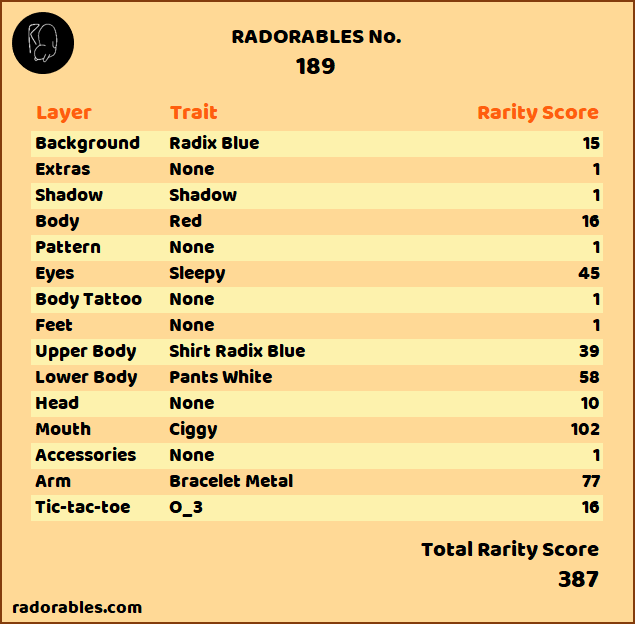 RADORABLES No.
189
Layer Trait Rarity Score
Background Radix Blue 15
Extras None 1
Shadow Shadow 1
Body Red 16
Pattern None 1
Eyes Sleepy 45
Body Tattoo None 1
Feet None 1
Upper Body Shirt Radix Blue 39
Lower Body Pants White 58
Head None 10
Mouth Ciggy 102
Accessories None 1
Arm Bracelet Metal 77
Tic-tac-toe O_3 16
Total Rarity Score
387
radorables.com